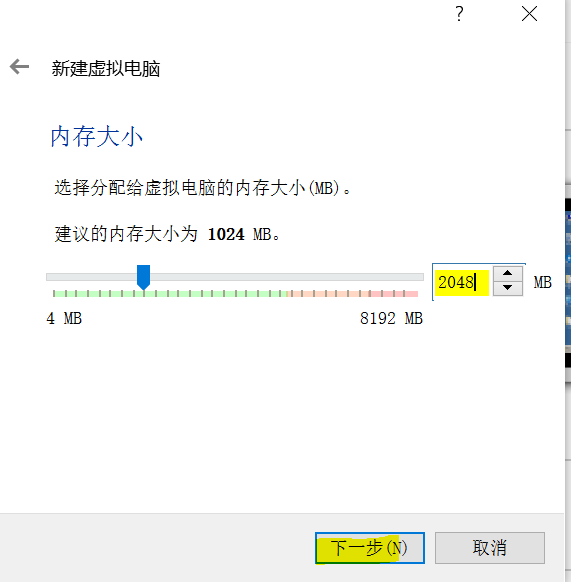 ?
新建虚拟电脑
内存大小
选择分配给虚拟电脑的内存大小(MB)。
建议的内存大小为 1024 MB。
2048 MB
4 MB 8192 MB
下一步(N) 取消